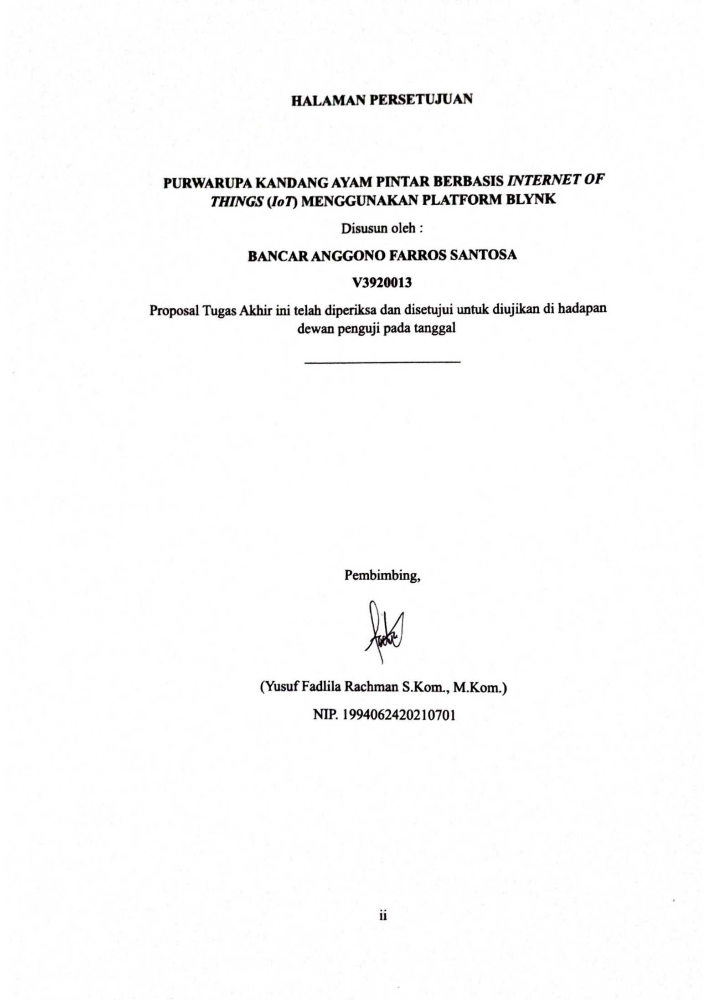 HALAMAN PERSETUJUAN
PURWARUPA KANDANG AYAM PINTAR BERBASIS INTERNET OF
THINGS (IoT) MENGGUNAKAN PLATFORM BLYNK
Disusun oleh :
BANCAR ANGGONO FARROS SANTOSA
V3920013
Proposal Tugas Akhir ini telah diperiksa dan disetujui untuk diujikan di hadapan
dewan penguji pada tanggal
Pembimbing,
(Yusuf Fadlila Rachman S.Kom., M.Kom.)
NIP. 1994062420210701
ii